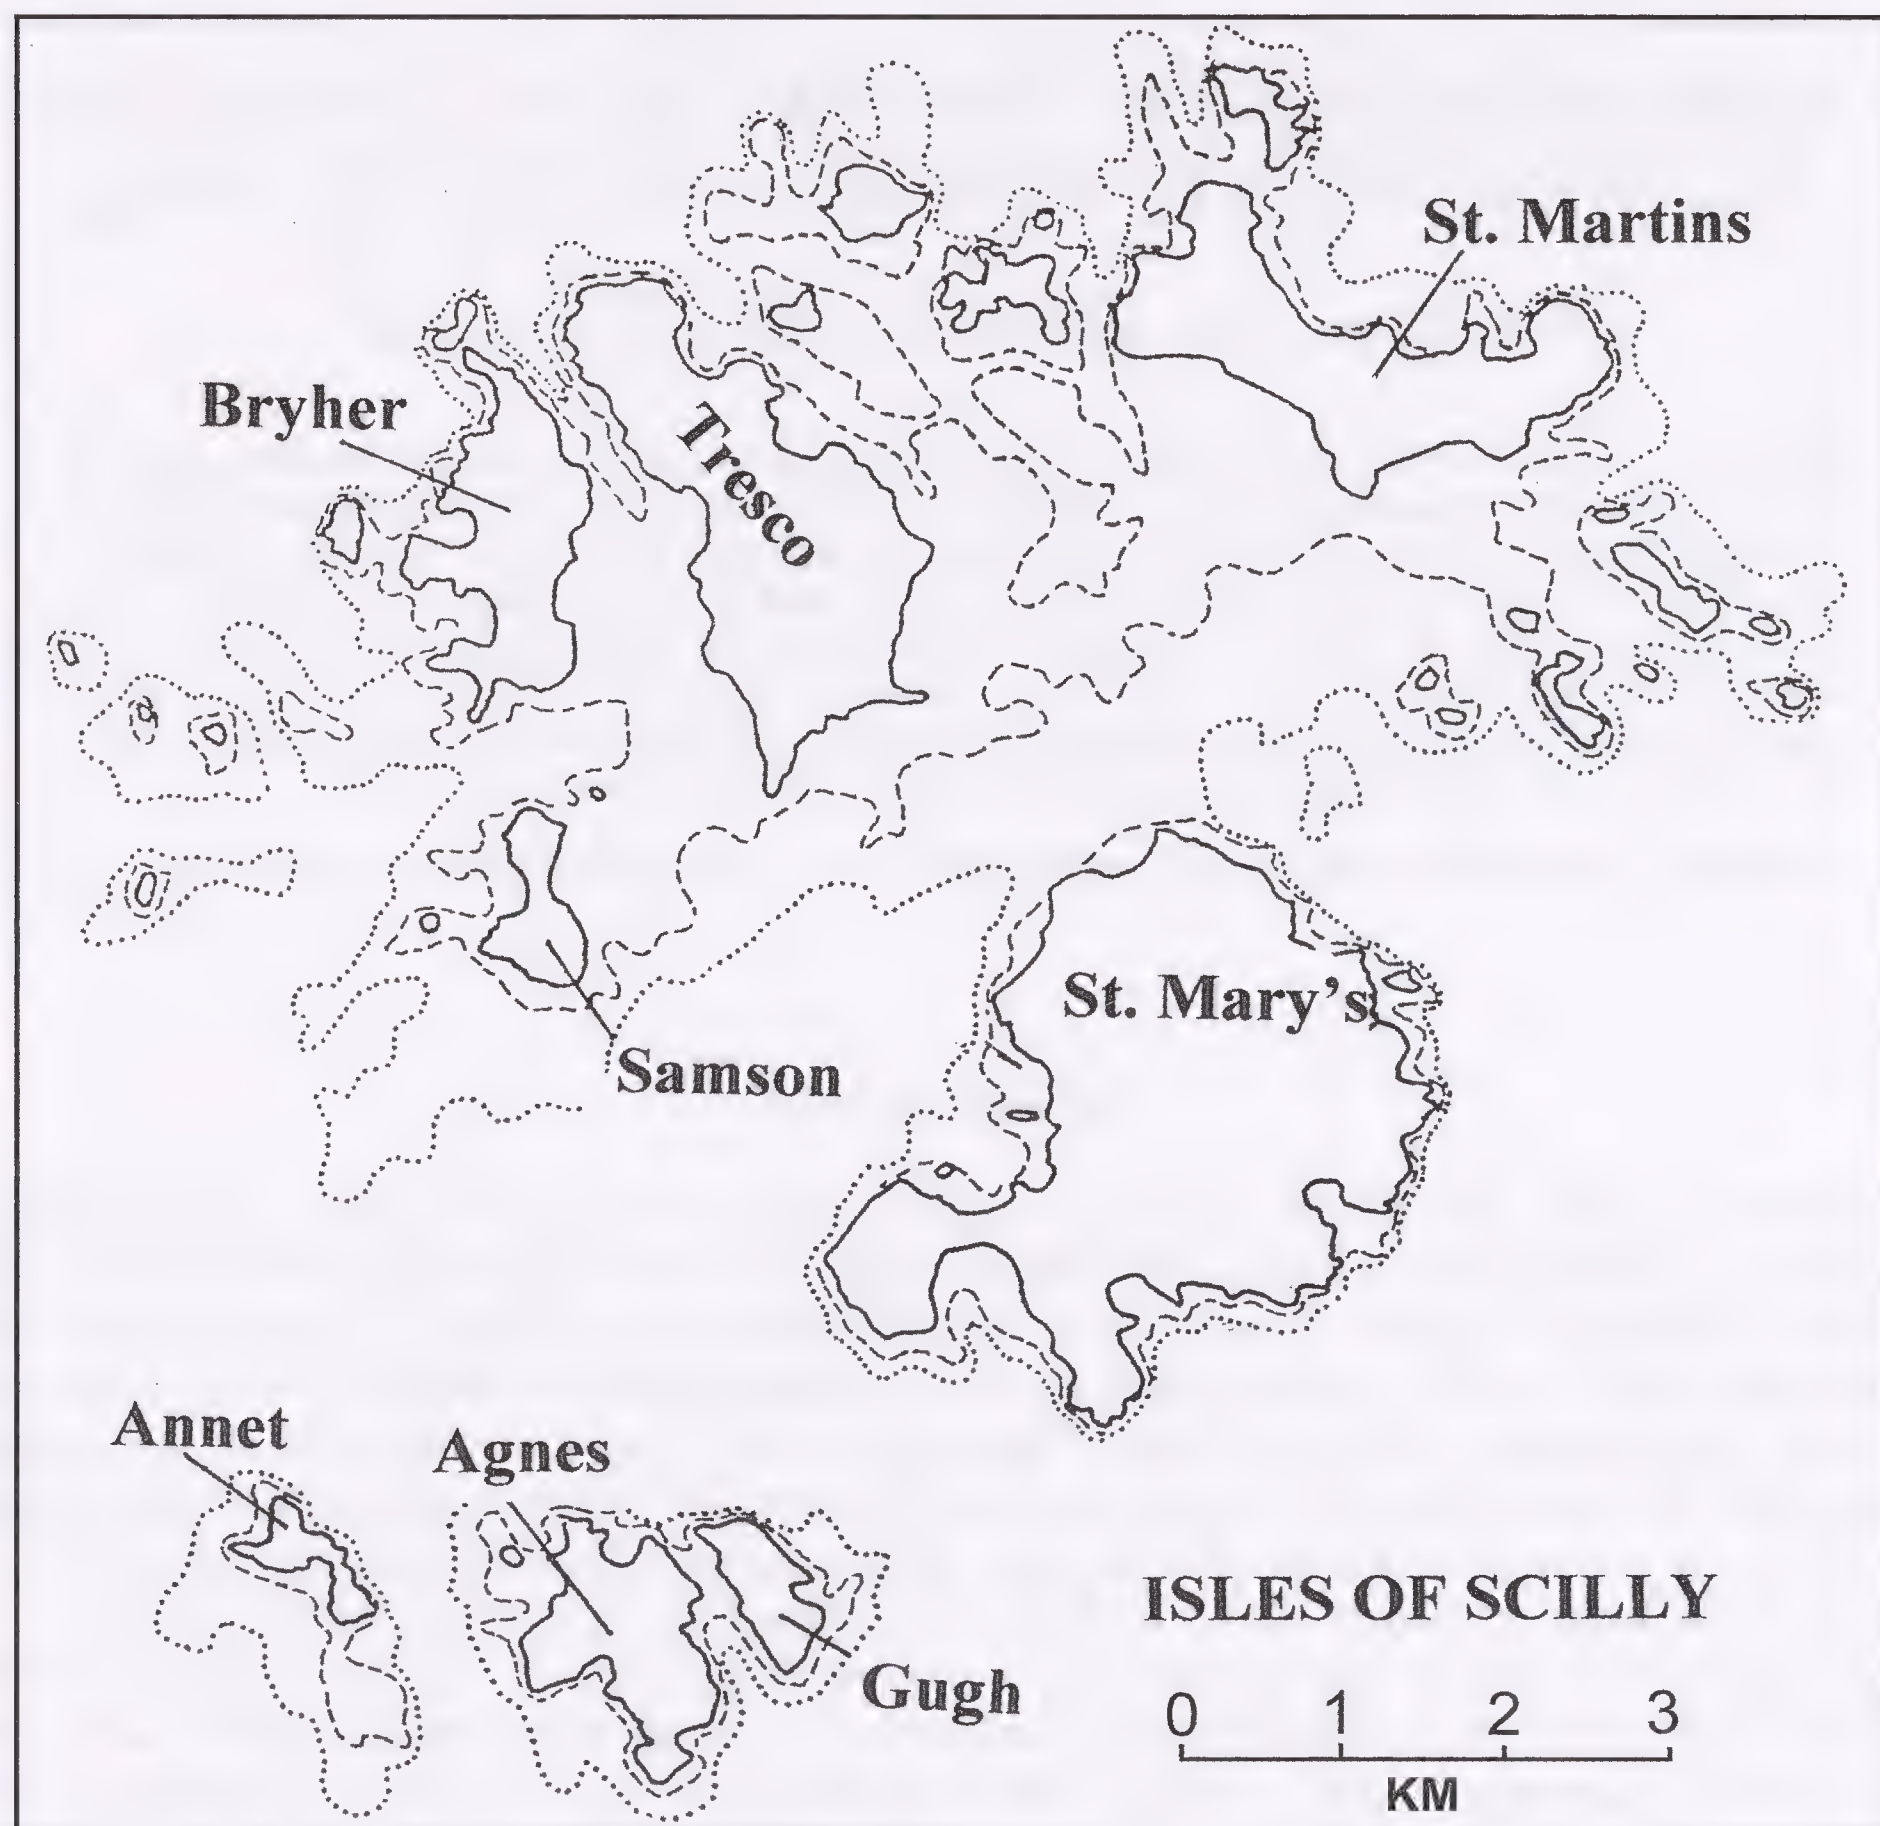 St. Martins
Bryher
Tresco
St. Mary's
Samson
Annet
Agnes
Gugh
ISLES OF SCILLY
0 1 2 3
KM